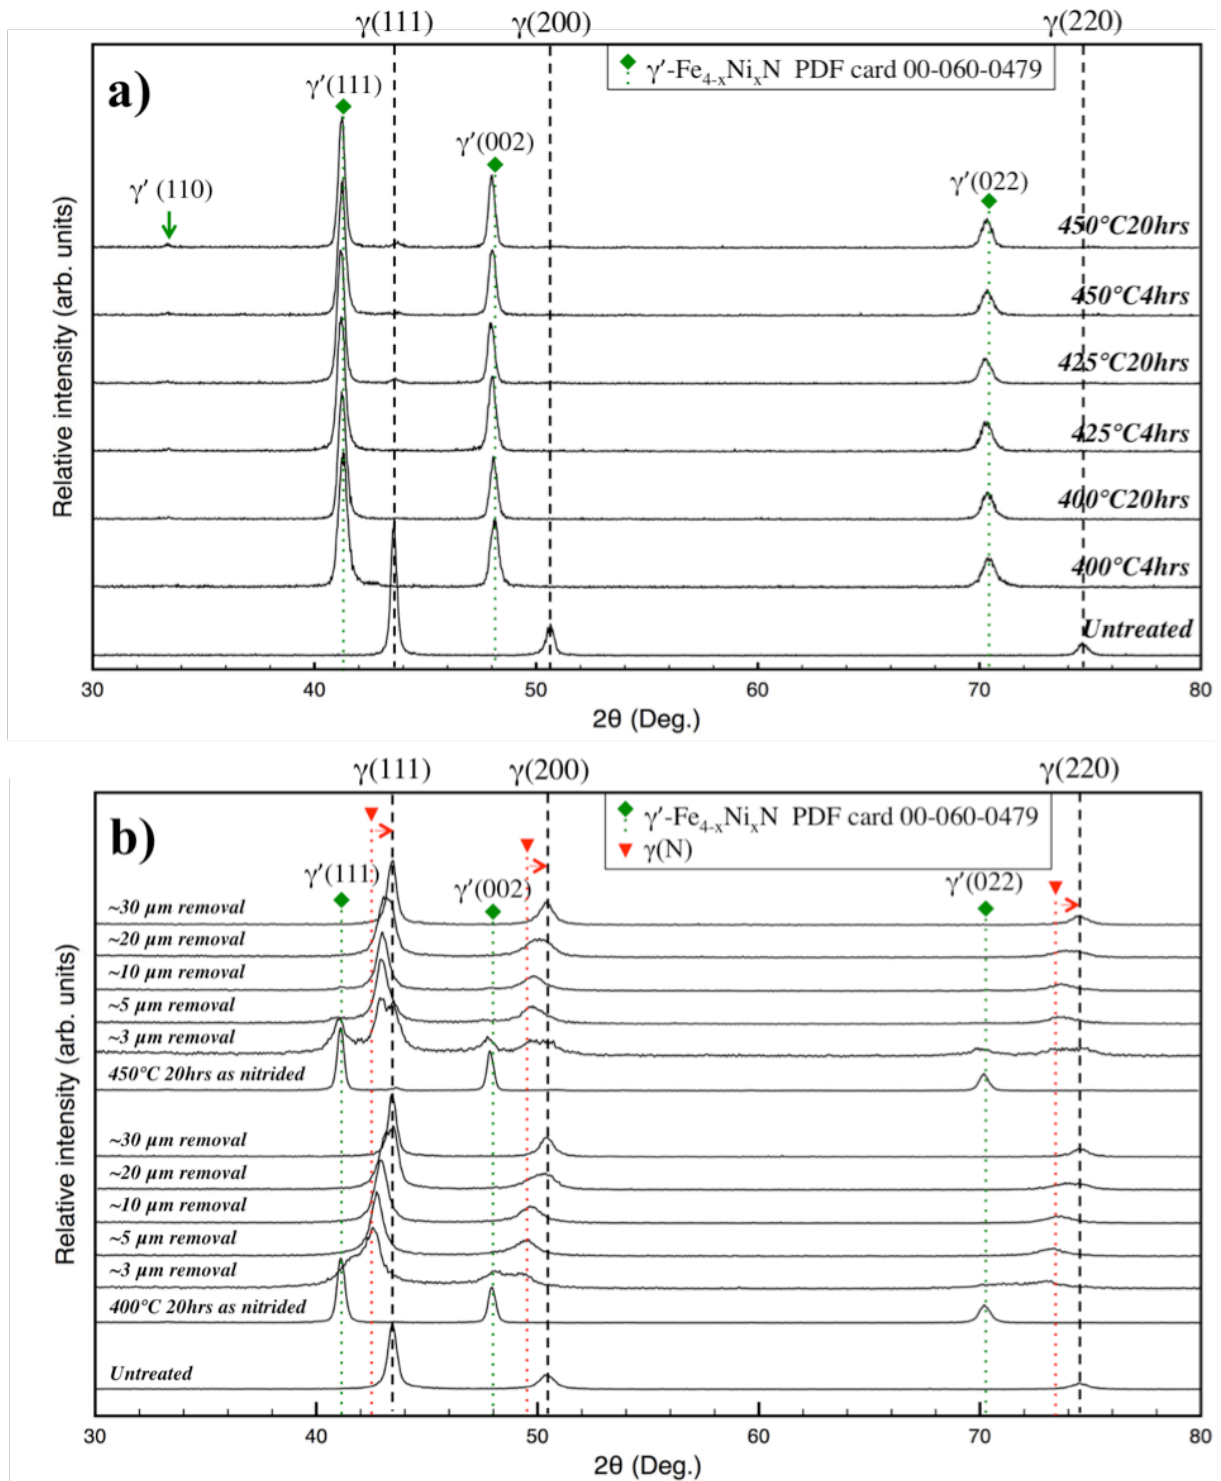 γ(111) γ(200) γ(220)
a)
γ'-Fe4-xNixN PDF card 00-060-0479
γ'(111)
γ'(002)
γ' (110)
γ'(022)
450°C20hrs
450°C4hrs
425°C20hrs
425°C4hrs
400°C20hrs
400°C4hrs
Untreated
Relative intensity (arb. units)
30 40 50 60 70 80
2θ (Deg.)
γ(111) γ(200) γ(220)
b)
γ'-Fe4-xNixN PDF card 00-060-0479
γ(N)
γ'(111)
γ'(002)
γ'(022)
~30 µm removal
~20 µm removal
~10 µm removal
~5 µm removal
~3 µm removal
450°C 20hrs as nitrided
~30 µm removal
~20 µm removal
~10 µm removal
~5 µm removal
~3 µm removal
400°C 20hrs as nitrided
Untreated
Relative intensity (arb. units)
30 40 50 60 70 80
2θ (Deg.)